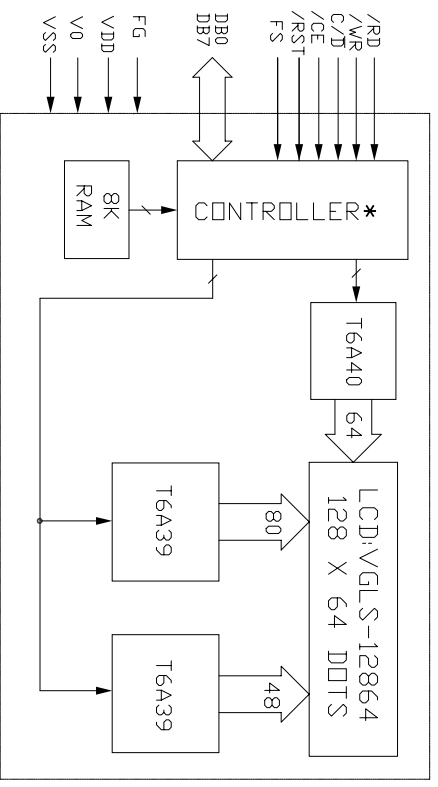 /RD
/WR
C/D
/CE
/RST
FS
DB0
DB7
FG
VDD
V0
VSS
CONTROLLER*
8K
RAM
T6A40
64
LCD:VGLS-12864
128 X 64 DOTS
T6A39
80
T6A39
48